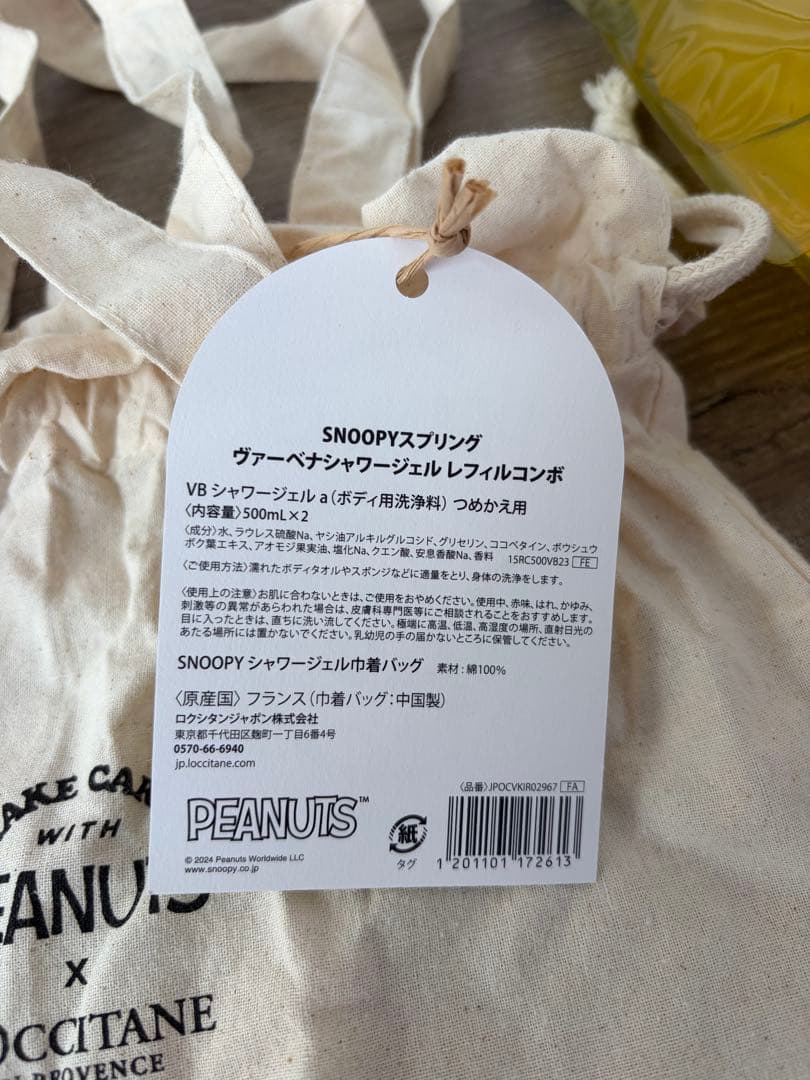 SNOOPYスプリング
ヴァーベナシャワージェル レフィルコンボ
VB シャワージェル a（ボディ用洗浄料）つめかえ用
〈内容量〉500mL×2
〈成分〉水、ラウレス硫酸Na、ヤシ油アルキルグルコシド、グリセリン、ココベタイン、ボウシュウ
ボク葉エキス、アオモジ果実油、塩化Na、クエン酸、安息香酸Na、香料 15RC500VB23 FE
〈ご使用方法〉濡れたボディタオルやスポンジなどに適量をとり、身体の洗浄をします。
〈使用上の注意〉お肌に合わないときは、ご使用をおやめください。使用中、赤味、はれ、かゆみ、
刺激等の異常があらわれた場合は、皮膚科専門医等にご相談されることをおすすめします。
目に入ったときは、直ちに洗い流してください。極端に高温、低温、高湿度の場所、直射日光の
あたる場所には置かないでください。乳幼児の手の届かないところに保管してください。
SNOOPY シャワージェル巾着バッグ 素材：綿100%
〈原産国〉フランス（巾着バッグ：中国製）
ロクシタンジャポン株式会社
東京都千代田区麹町一丁目6番4号
0570-66-6940
jp.loccitane.com
〈品番〉JPOCVKIR02967 FA
PEANUTS™
紙
タグ
1 201101 172613
© 2024 Peanuts Worldwide LLC
www.snoopy.co.jp
AKE CAR
WITH
EANUTS
X
OCCITANE
PROVENCE